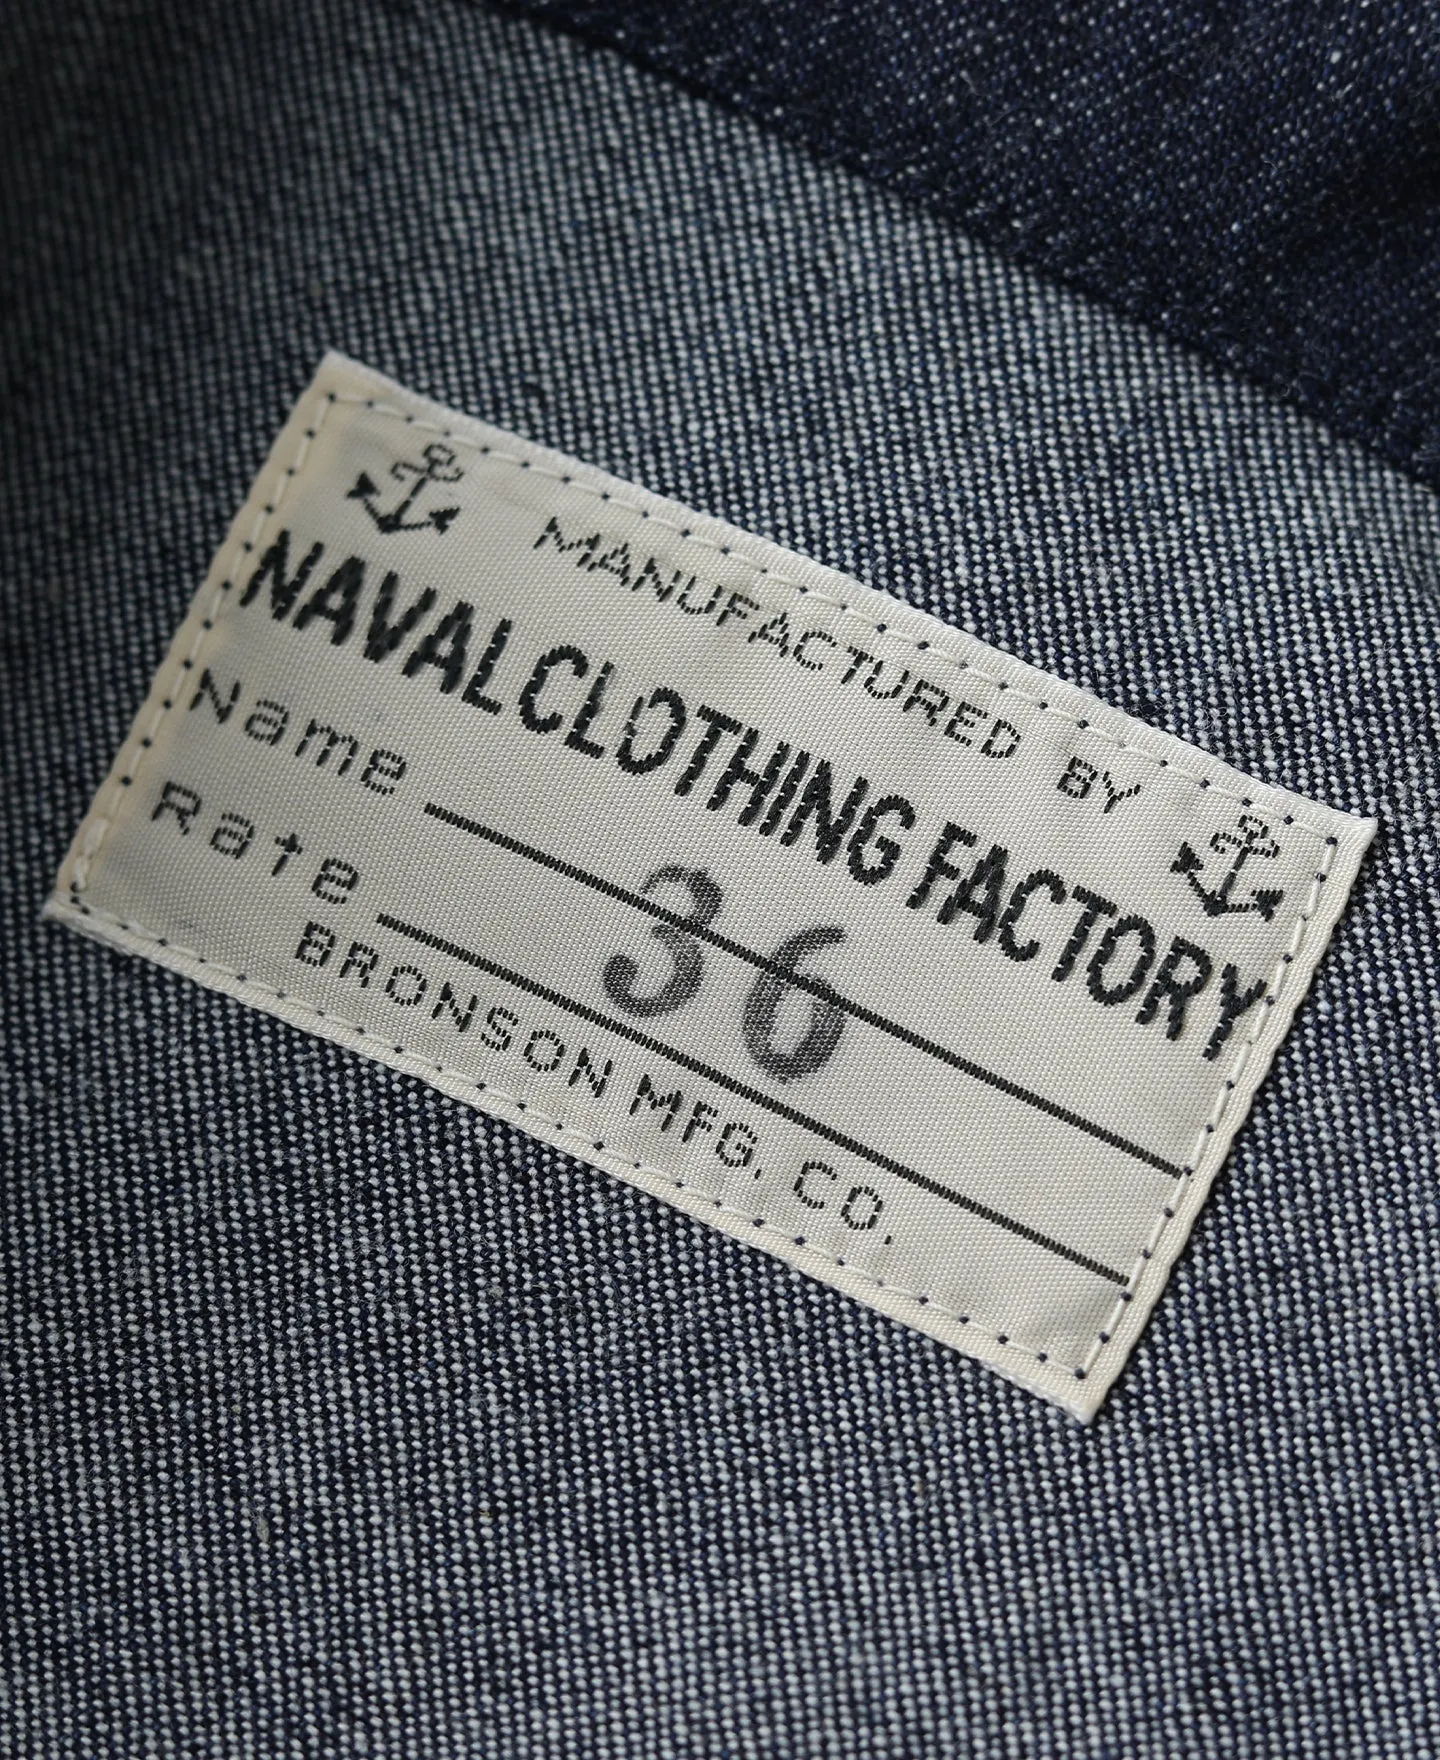 MANUFACTURED BY
NAVAL CLOTHING FACTORY
Name
36
Rate
BRONSON MFG. CO.